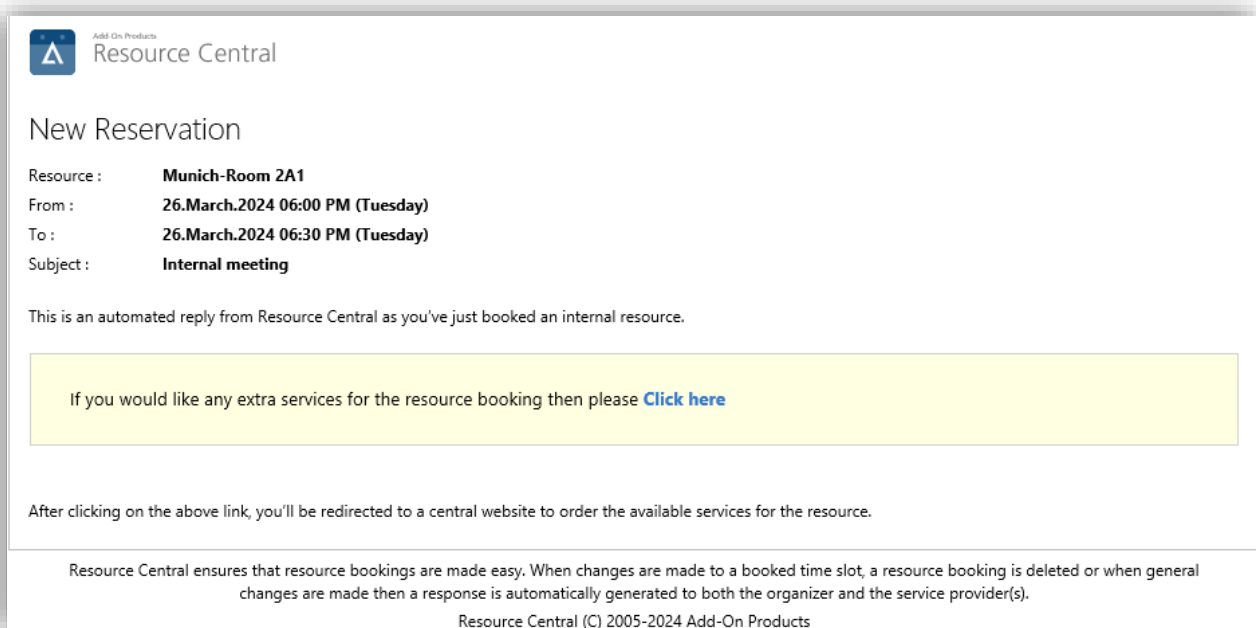 Add-On Products
Resource Central
New Reservation
Resource : Munich-Room 2A1
From : 26.March.2024 06:00 PM (Tuesday)
To : 26.March.2024 06:30 PM (Tuesday)
Subject : Internal meeting
This is an automated reply from Resource Central as you've just booked an internal resource.
If you would like any extra services for the resource booking then please Click here
After clicking on the above link, you'll be redirected to a central website to order the available services for the resource.
Resource Central ensures that resource bookings are made easy. When changes are made to a booked time slot, a resource booking is deleted or when general
changes are made then a response is automatically generated to both the organizer and the service provider(s).
Resource Central (C) 2005-2024 Add-On Products